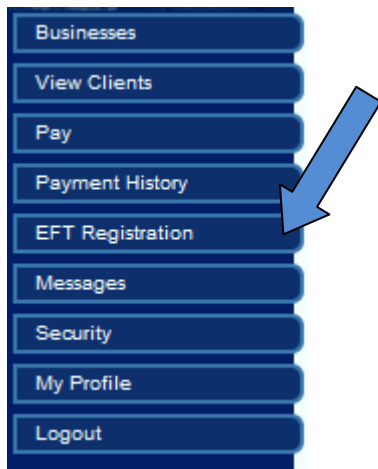 Businesses
View Clients
Pay
Payment History
EFT Registration
Messages
Security
My Profile
Logout